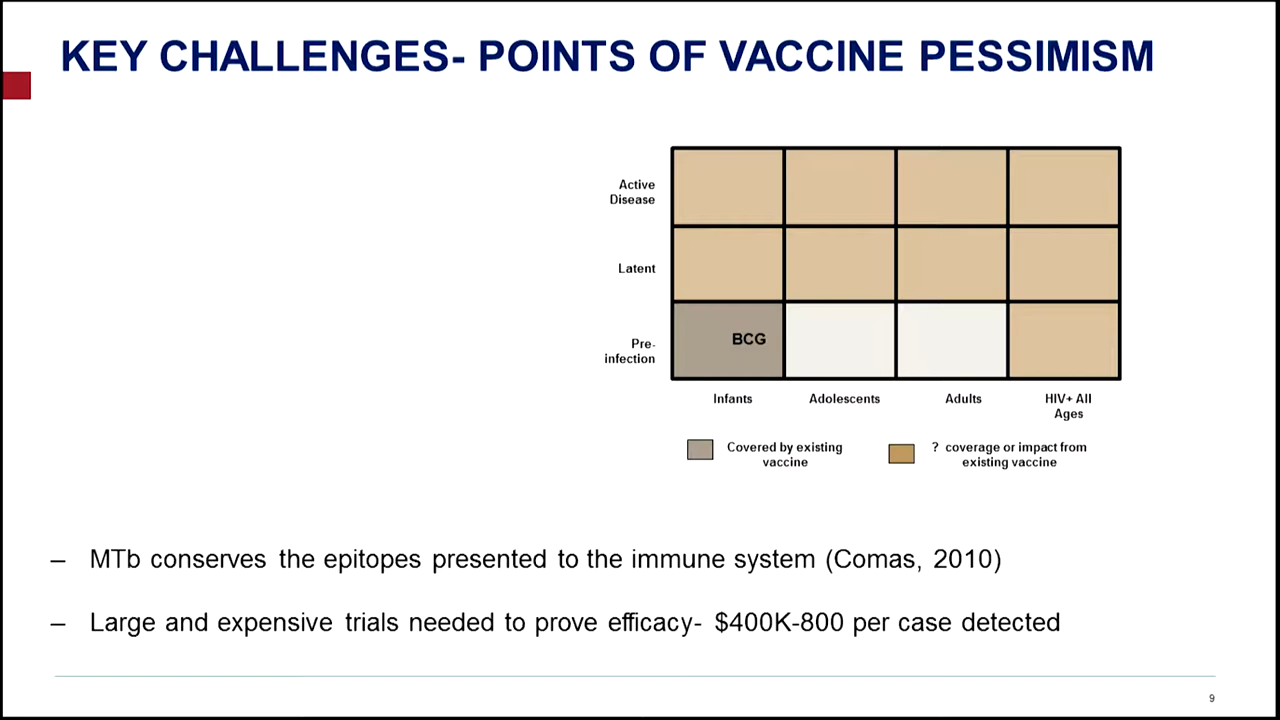 KEY CHALLENGES- POINTS OF VACCINE PESSIMISM
Active
Disease
Latent
Pre-
infection
BCG
Infants
Adolescents
Adults
HIV+ All
Ages
Covered by existing
vaccine
? coverage or impact from
existing vaccine
– MTb conserves the epitopes presented to the immune system (Comas, 2010)
– Large and expensive trials needed to prove efficacy- $400K-800 per case detected
9